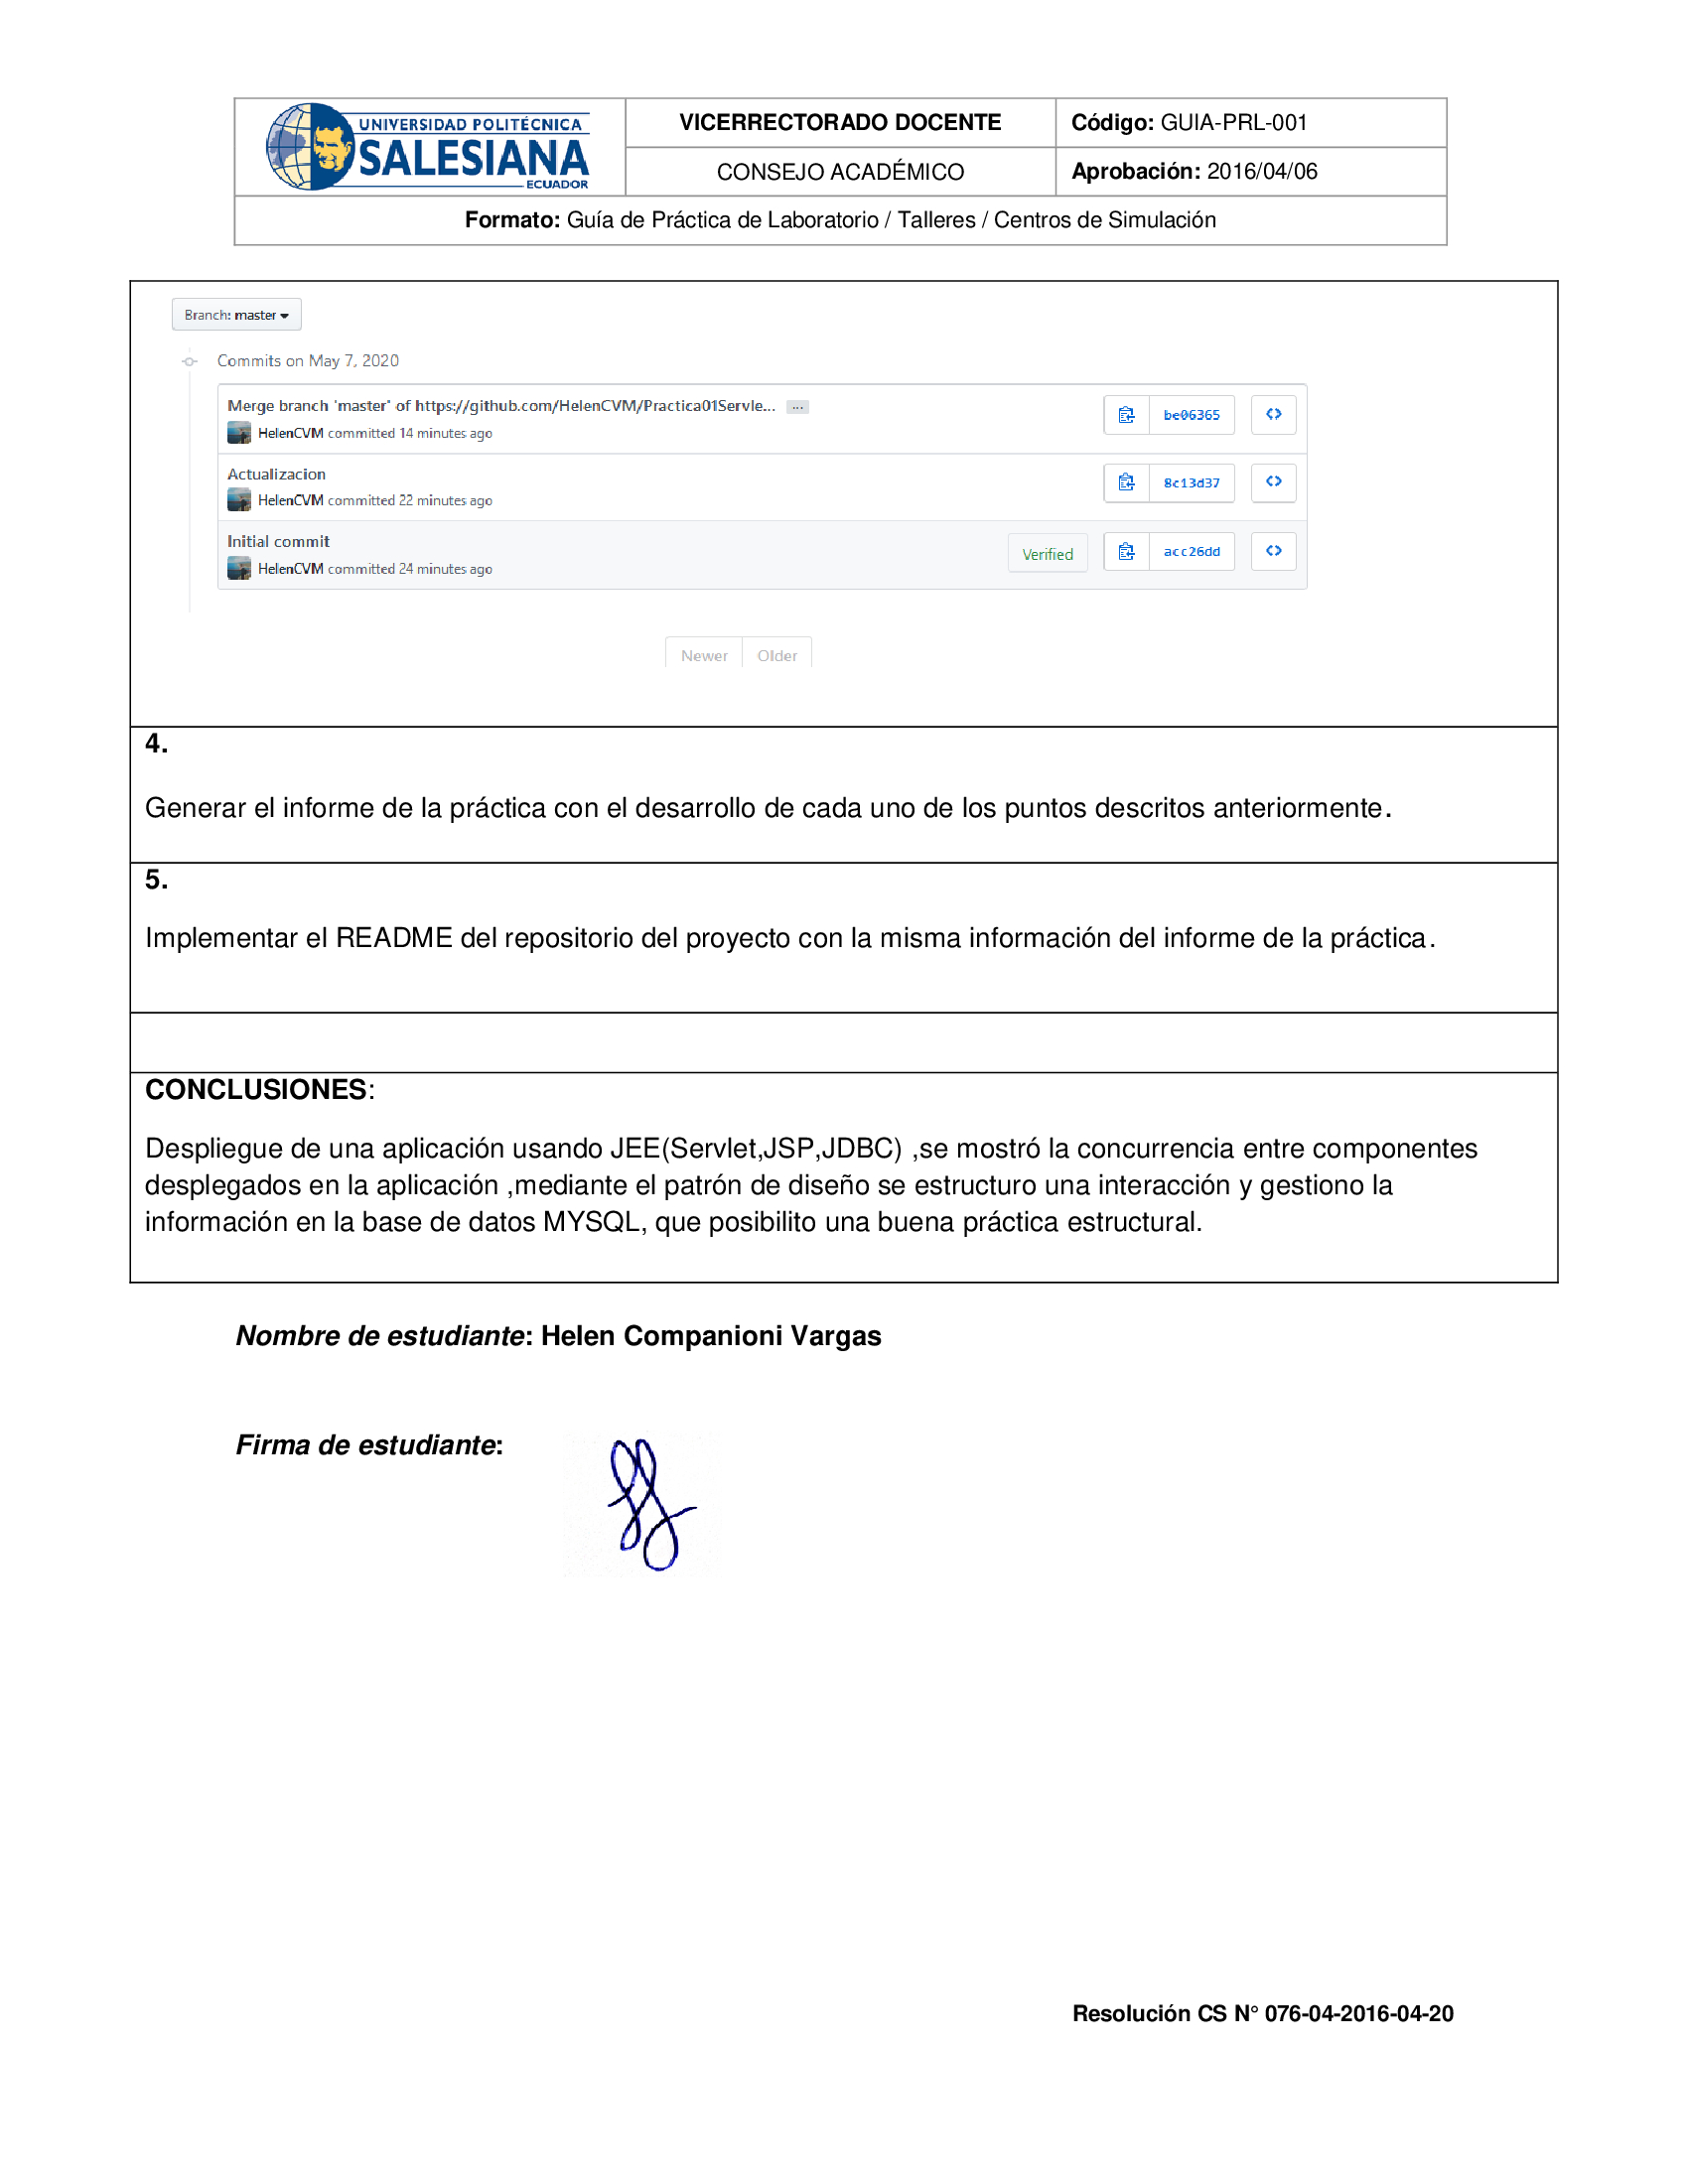 UNIVERSIDAD POLITÉCNICA
SALESIANA
ECUADOR
VICERRECTORADO DOCENTE
Código: GUIA-PRL-001
CONSEJO ACADÉMICO
Aprobación: 2016/04/06
Formato: Guía de Práctica de Laboratorio / Talleres / Centros de Simulación
Branch: master
Commits on May 7, 2020
Merge branch 'master' of https://github.com/HelenCVM/Practica01Servle... ...
be06365
HelenCVM committed 14 minutes ago
Actualizacion
8c13d37
HelenCVM committed 22 minutes ago
Initial commit
Verified acc26dd
HelenCVM committed 24 minutes ago
Newer Older
4.
Generar el informe de la práctica con el desarrollo de cada uno de los puntos descritos anteriormente.
5.
Implementar el README del repositorio del proyecto con la misma información del informe de la práctica.
CONCLUSIONES:
Despliegue de una aplicación usando JEE(Servlet,JSP,JDBC) ,se mostró la concurrencia entre componentes
desplegados en la aplicación ,mediante el patrón de diseño se estructuro una interacción y gestiono la
información en la base de datos MYSQL, que posibilito una buena práctica estructural.
Nombre de estudiante: Helen Companioni Vargas
Firma de estudiante:
Resolución CS N° 076-04-2016-04-20